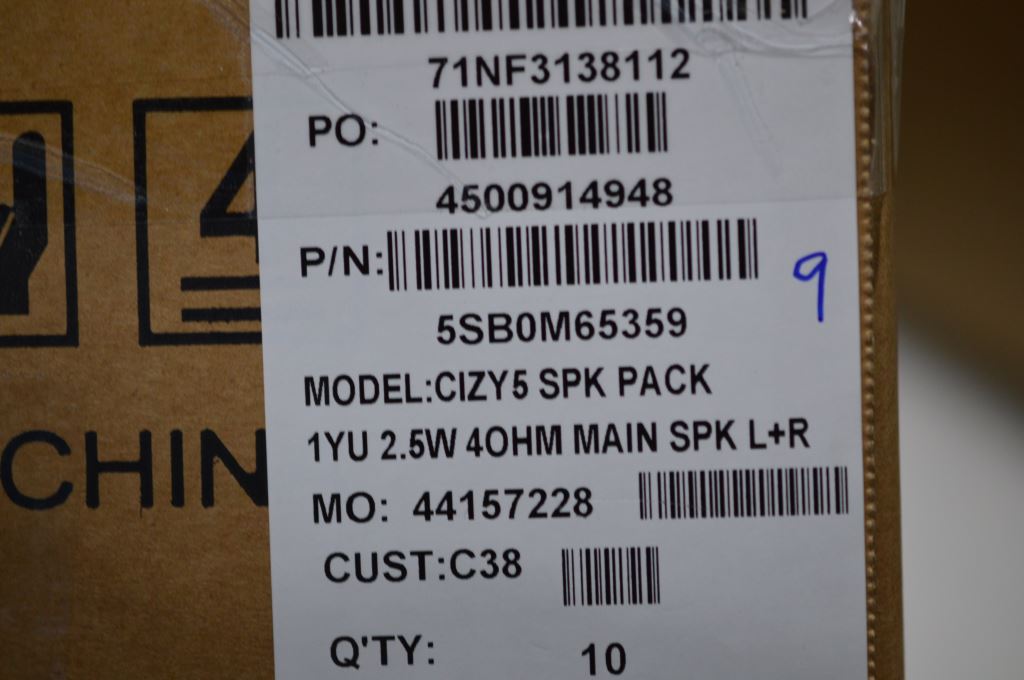 71NF3138112
PO:
4500914948
P/N:
9
5SB0M65359
MODEL:CIZY5 SPK PACK
1YU 2.5W 4OHM MAIN SPK L+R
CHIN
MO: 44157228
CUST:C38
Q'TY: 10